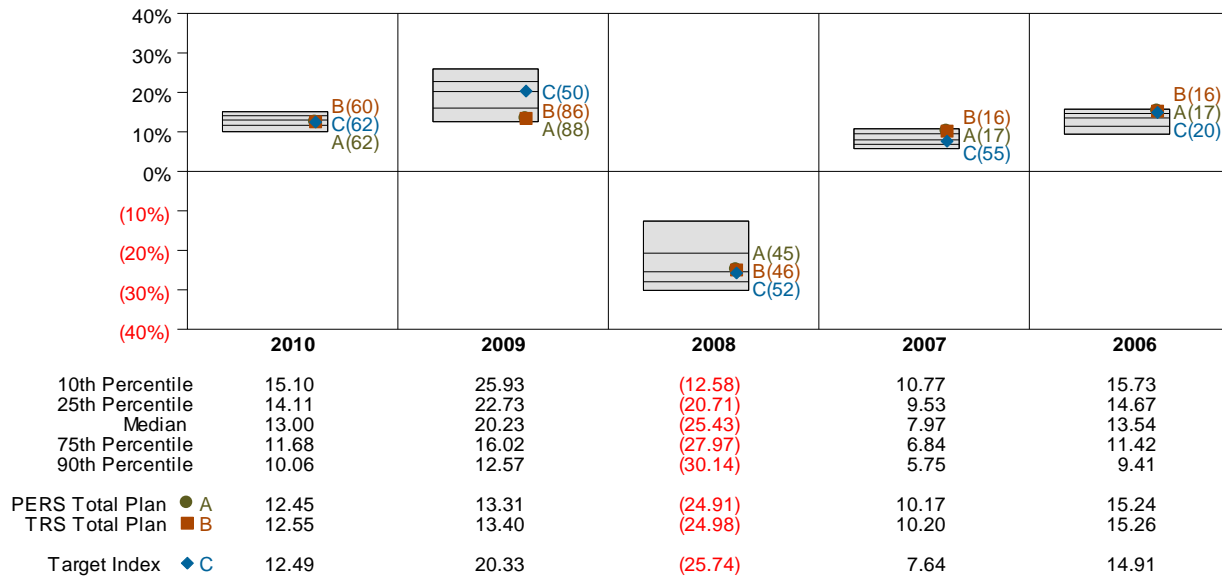 40%
30%
20%
10%
0%
(10%)
(20%)
(30%)
(40%)
B(60)
C(62)
A(62)
C(50)
B(86)
A(88)
A(45)
B(46)
C(52)
B(16)
A(17)
C(55)
B(16)
A(17)
C(20)
2010 2009 2008 2007 2006
10th Percentile 15.10 25.93 (12.58) 10.77 15.73
25th Percentile 14.11 22.73 (20.71) 9.53 14.67
Median 13.00 20.23 (25.43) 7.97 13.54
75th Percentile 11.68 16.02 (27.97) 6.84 11.42
90th Percentile 10.06 12.57 (30.14) 5.75 9.41
PERS Total Plan A 12.45 13.31 (24.91) 10.17 15.24
TRS Total Plan B 12.55 13.40 (24.98) 10.20 15.26
Target Index C 12.49 20.33 (25.74) 7.64 14.91